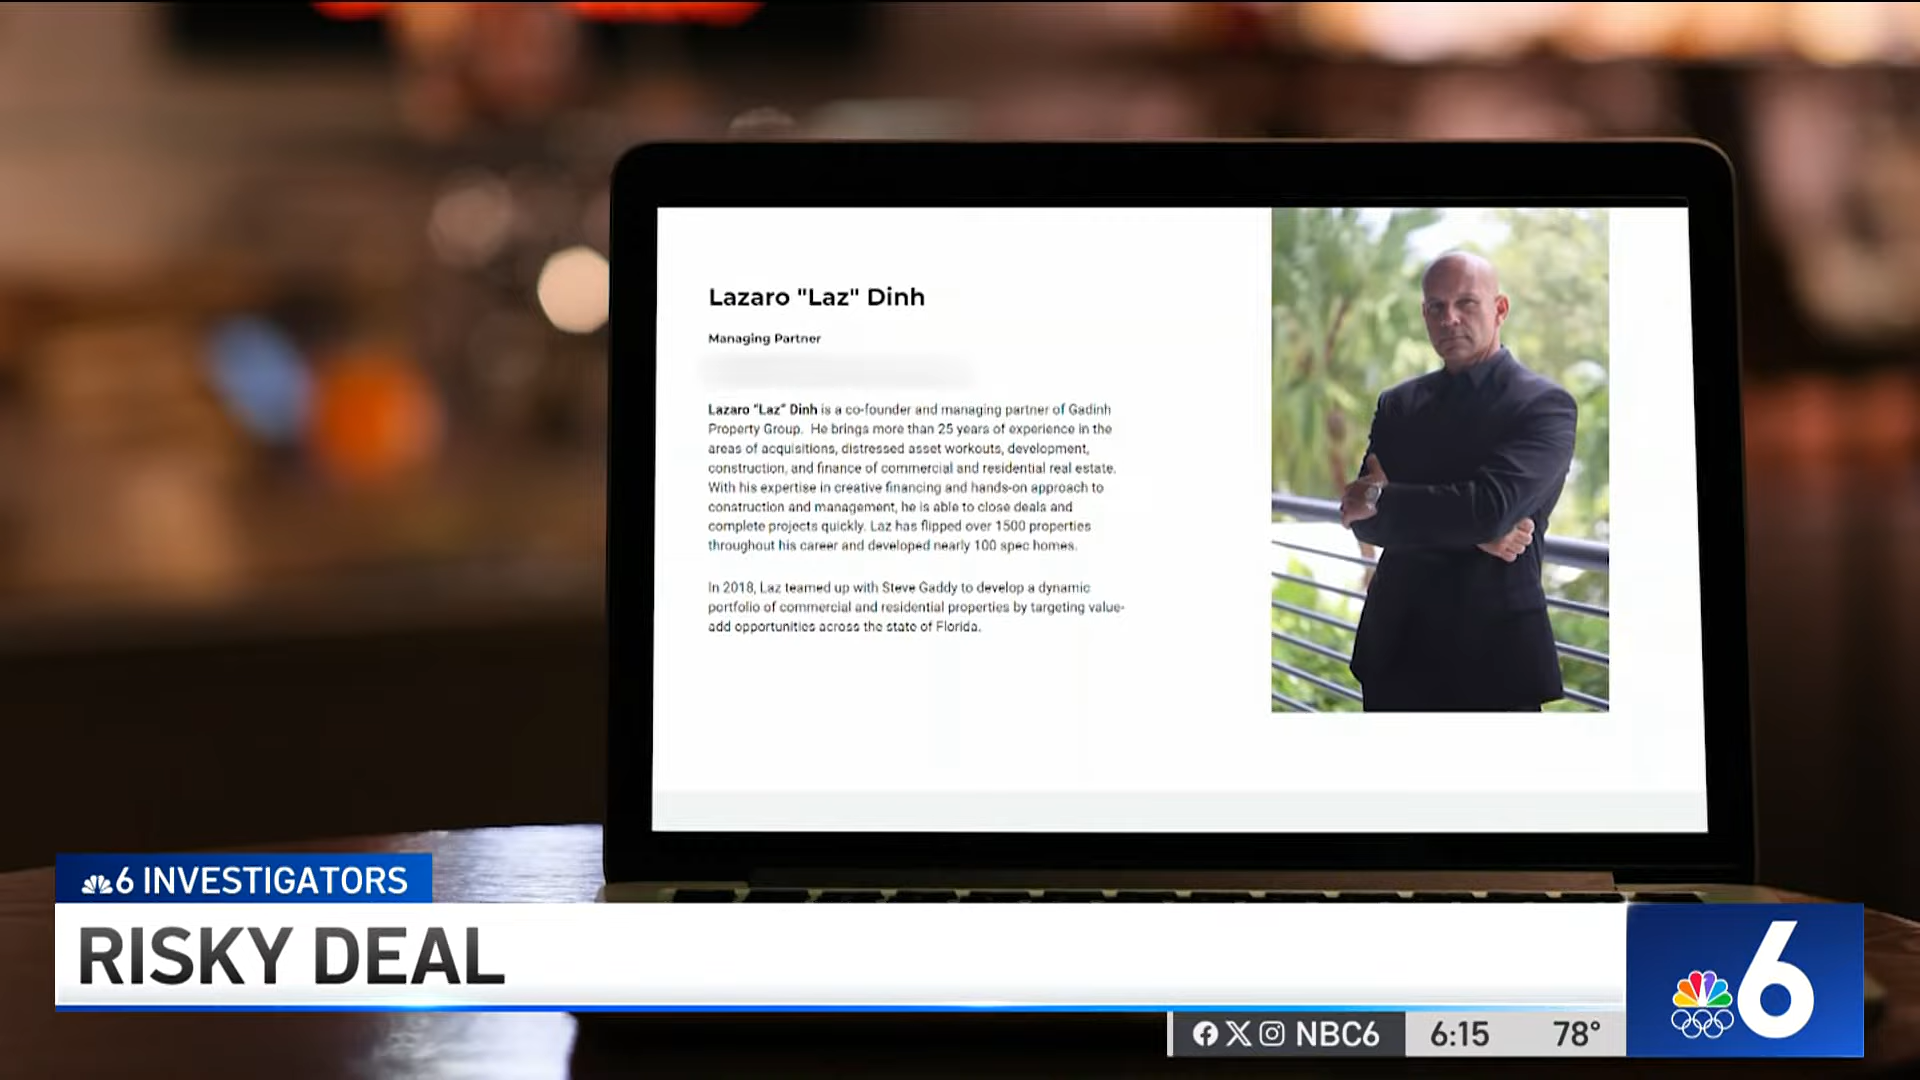 Lazaro "Laz" Dinh
Managing Partner
Lazaro "Laz" Dinh is a co-founder and managing partner of Gadinh
Property Group. He brings more than 25 years of experience in the
areas of acquisitions, distressed asset workouts, development,
construction, and finance of commercial and residential real estate.
With his expertise in creative financing and hands-on approach to
construction and management, he is able to close deals and
complete projects quickly. Laz has flipped over 1500 properties
throughout his career and developed nearly 100 spec homes.
In 2018, Laz teamed up with Steve Gaddy to develop a dynamic
portfolio of commercial and residential properties by targeting value-
add opportunities across the state of Florida.
6 INVESTIGATORS
RISKY DEAL
6
NBC6 6:15 78°